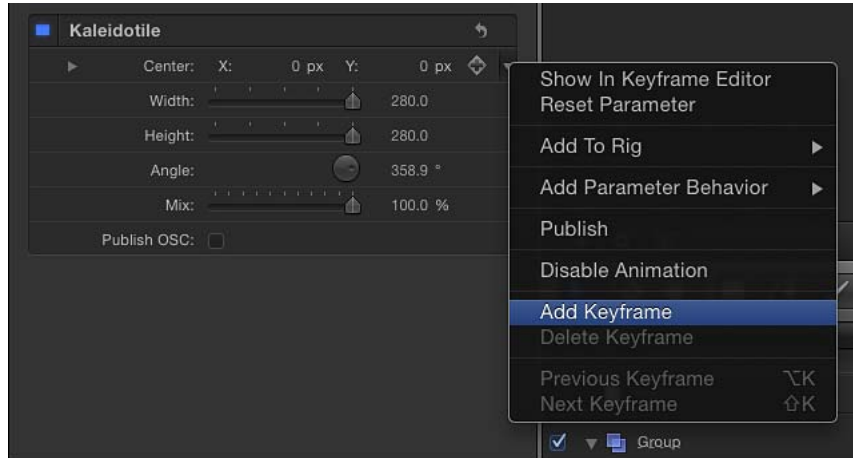 Kaleidotile
Center: X: 0 px Y: 0 px
Width: 280.0
Height: 280.0
Angle: 358.9 °
Mix: 100.0 %
Publish OSC:
Show In Keyframe Editor
Reset Parameter
Add To Rig
Add Parameter Behavior
Publish
Disable Animation
Add Keyframe
Delete Keyframe
Previous Keyframe ⌥K
Next Keyframe ⇧K
Group